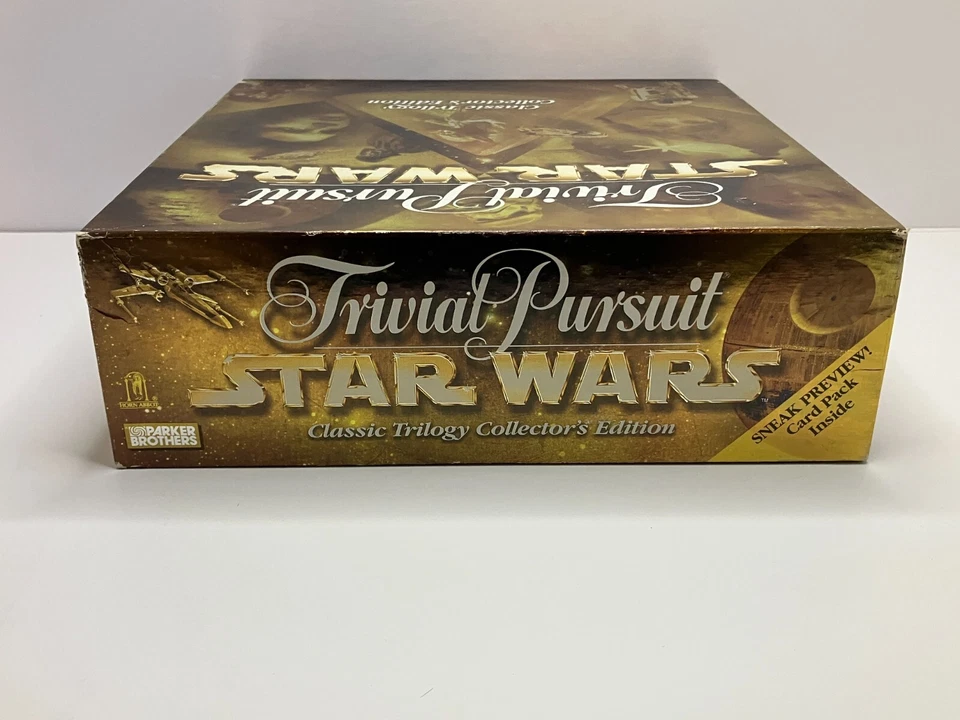 Classic Trilogy
Collector's Edition
STAR WARS
Trivial Pursuit
Trivial Pursuit
STAR WARS
™
Classic Trilogy Collector's Edition
HORN ABBOT
®
PARKER
BROTHERS
SNEAK PREVIEW!
Card Pack
Inside